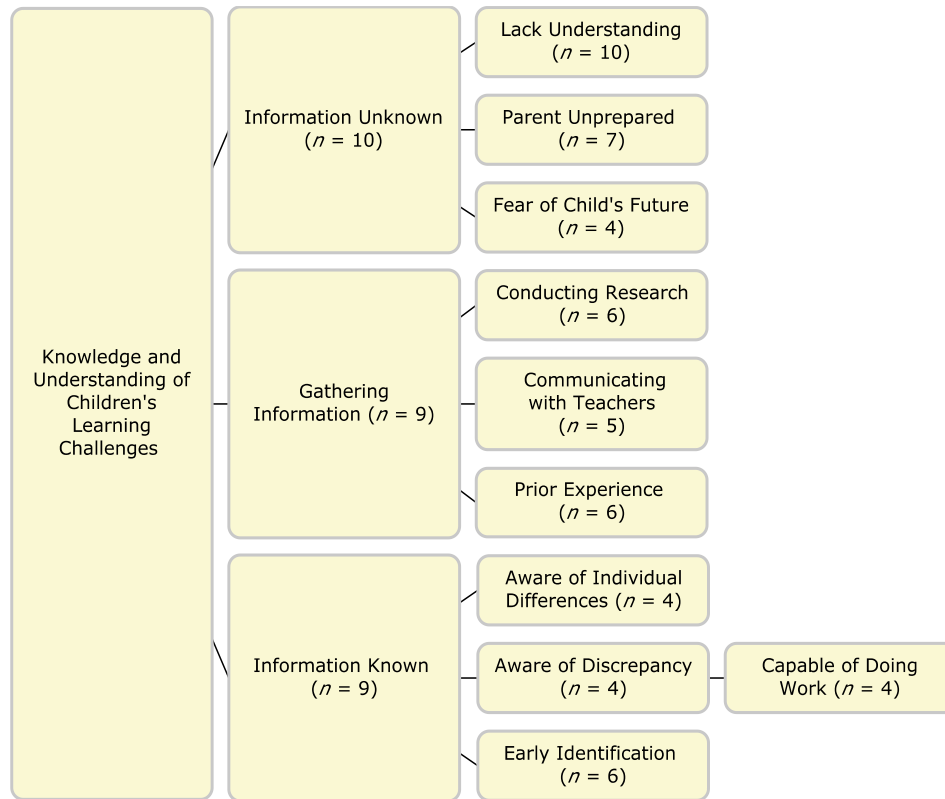 Knowledge and
Understanding of
Children's
Learning
Challenges
Information Unknown
(n = 10)
Lack Understanding
(n = 10)
Parent Unprepared
(n = 7)
Fear of Child's Future
(n = 4)
Gathering
Information (n = 9)
Conducting Research
(n = 6)
Communicating
with Teachers
(n = 5)
Prior Experience
(n = 6)
Information Known
(n = 9)
Aware of Individual
Differences (n = 4)
Aware of Discrepancy
(n = 4)
Capable of Doing
Work (n = 4)
Early Identification
(n = 6)